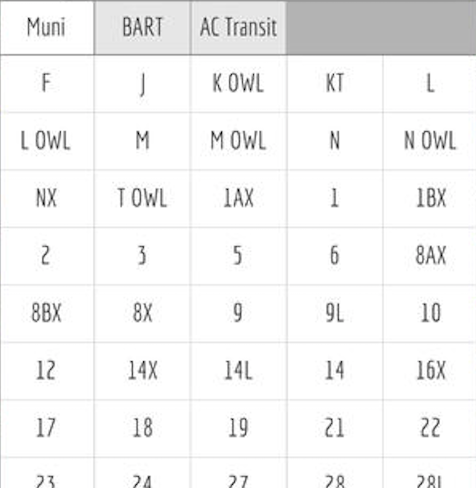 Muni BART AC Transit
F J K OWL KT L
L OWL M M OWL N N OWL
NX T OWL 1AX 1 1BX
2 3 5 6 8AX
8BX 8X 9 9L 10
12 14X 14L 14 16X
17 18 19 21 22
23 24 27 28 28L